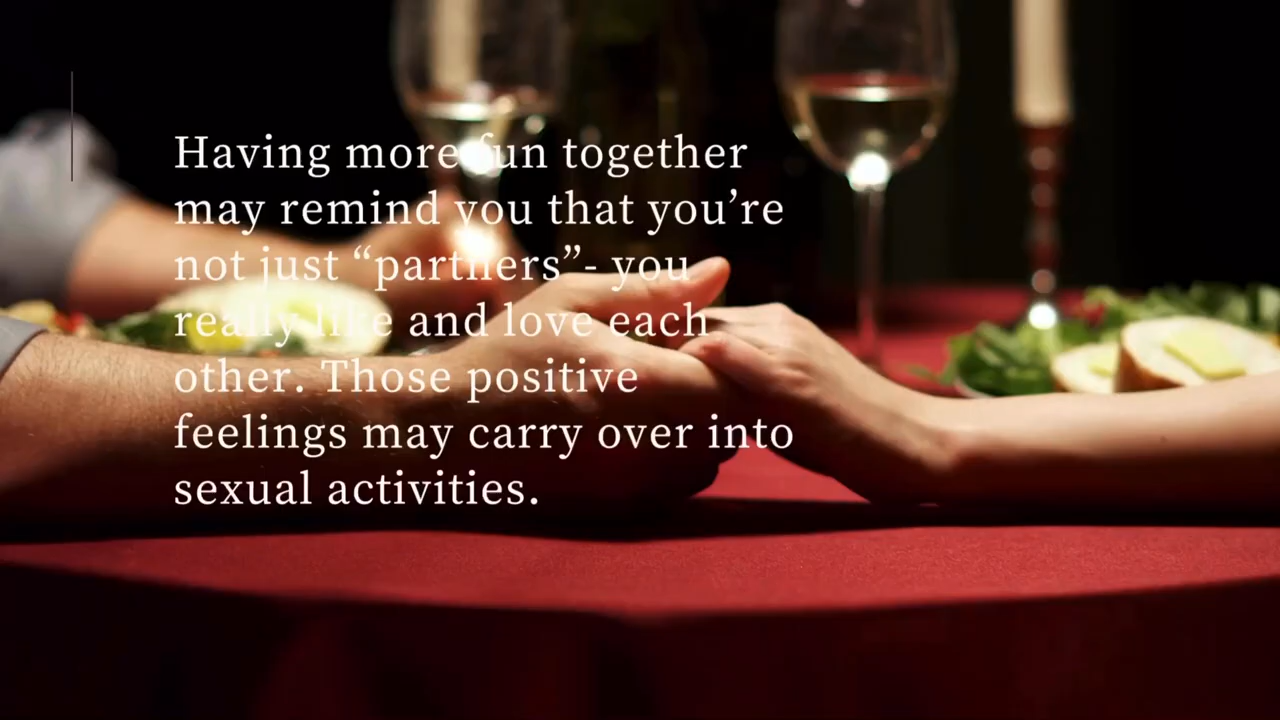 Having more fun together
may remind you that you’re
not just “partners”- you
really like and love each
other. Those positive
feelings may carry over into
sexual activities.